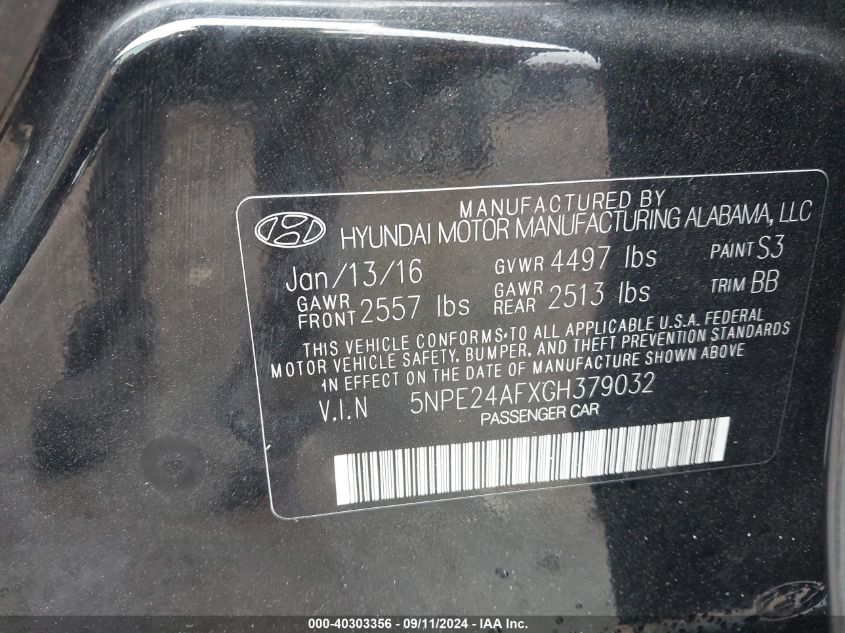 MANUFACTURED BY
HYUNDAI MOTOR MANUFACTURING ALABAMA, LLC
Jan/13/16 GVWR 4497 lbs PAINT S3
GAWR FRONT 2557 lbs GAWR REAR 2513 lbs TRIM BB
THIS VEHICLE CONFORMS TO ALL APPLICABLE U.S.A. FEDERAL
MOTOR VEHICLE SAFETY, BUMPER, AND THEFT PREVENTION STANDARDS
IN EFFECT ON THE DATE OF MANUFACTURE SHOWN ABOVE
V.I.N 5NPE24AFXGH379032
PASSENGER CAR
000-40303356 - 09/11/2024 - IAA Inc.